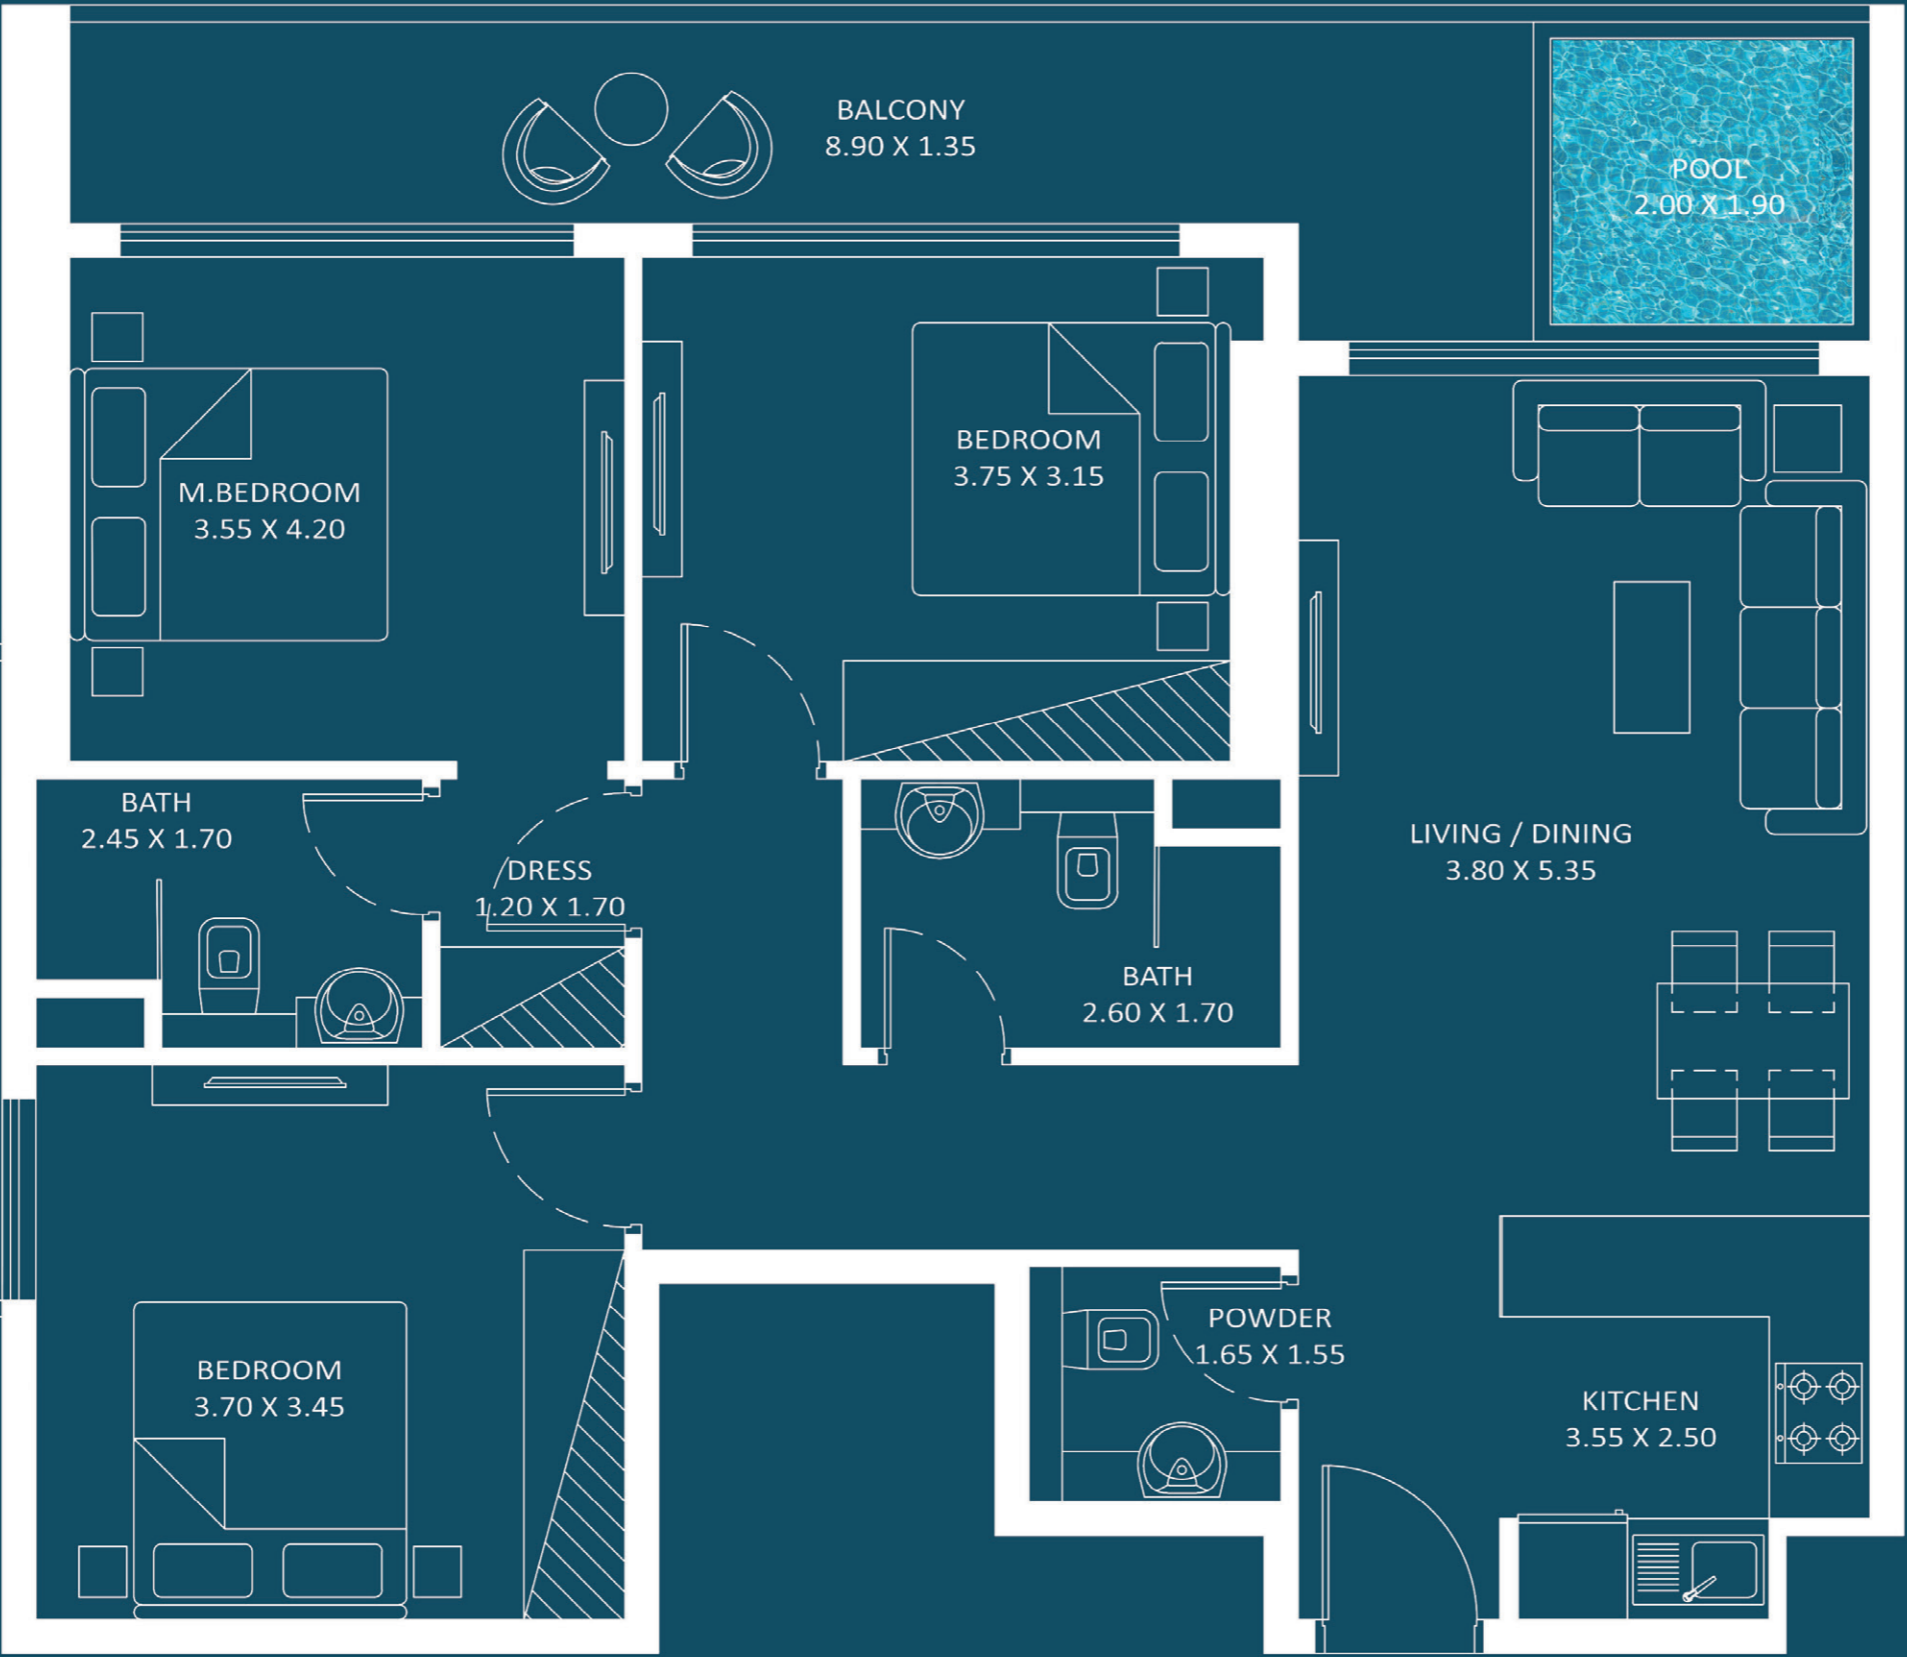 BALCONY
8.90 X 1.35
POOL
2.00 X 1.90
M.BEDROOM
3.55 X 4.20
BEDROOM
3.75 X 3.15
BATH
2.45 X 1.70
DRESS
1.20 X 1.70
LIVING / DINING
3.80 X 5.35
BATH
2.60 X 1.70
POWDER
1.65 X 1.55
BEDROOM
3.70 X 3.45
KITCHEN
3.55 X 2.50